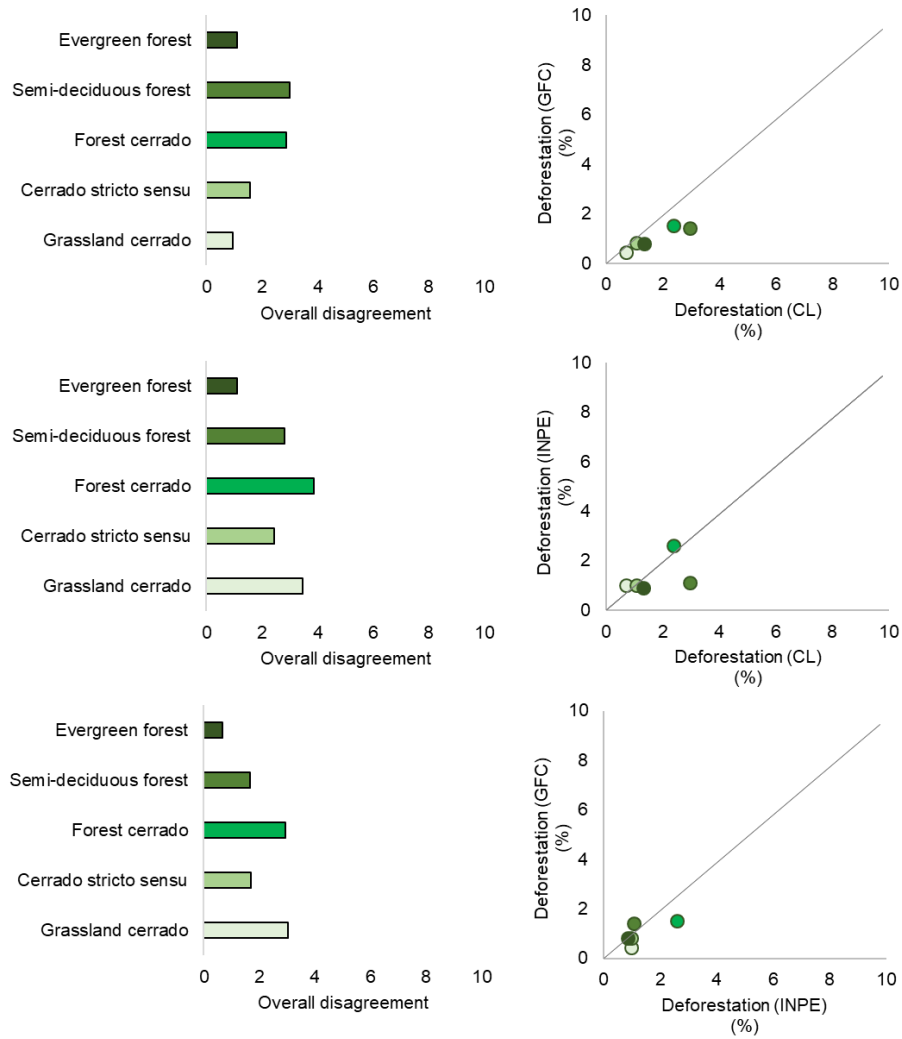 Evergreen forest
Semi-deciduous forest
Forest cerrado
Cerrado stricto sensu
Grassland cerrado
0 2 4 6 8 10
Overall disagreement
10
8
6
4
2
0
Deforestation (GFC)
(%)
0 2 4 6 8 10
Deforestation (CL)
(%)
Evergreen forest
Semi-deciduous forest
Forest cerrado
Cerrado stricto sensu
Grassland cerrado
0 2 4 6 8 10
Overall disagreement
10
8
6
4
2
0
Deforestation (INPE)
(%)
0 2 4 6 8 10
Deforestation (CL)
(%)
Evergreen forest
Semi-deciduous forest
Forest cerrado
Cerrado stricto sensu
Grassland cerrado
0 2 4 6 8 10
Overall disagreement
10
8
6
4
2
0
Deforestation (GFC)
(%)
0 2 4 6 8 10
Deforestation (INPE)
(%)